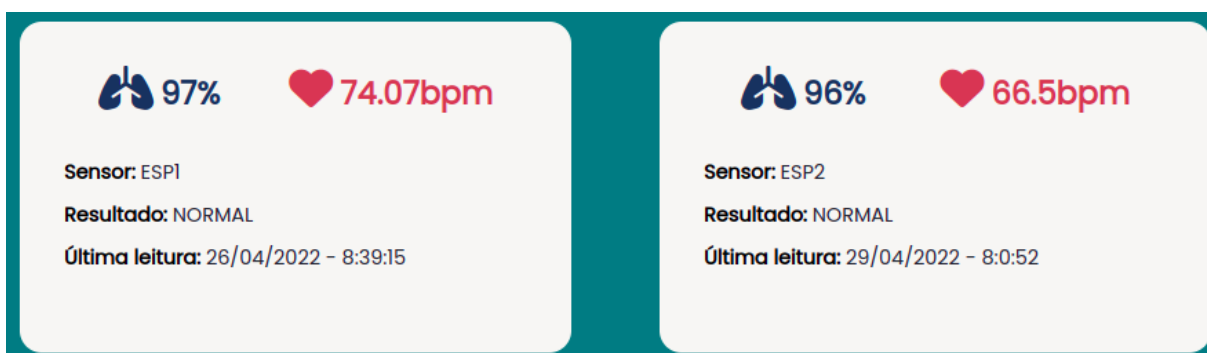 97% 74.07bpm
Sensor: ESP1
Resultado: NORMAL
Última leitura: 26/04/2022 - 8:39:15
96% 66.5bpm
Sensor: ESP2
Resultado: NORMAL
Última leitura: 29/04/2022 - 8:0:52